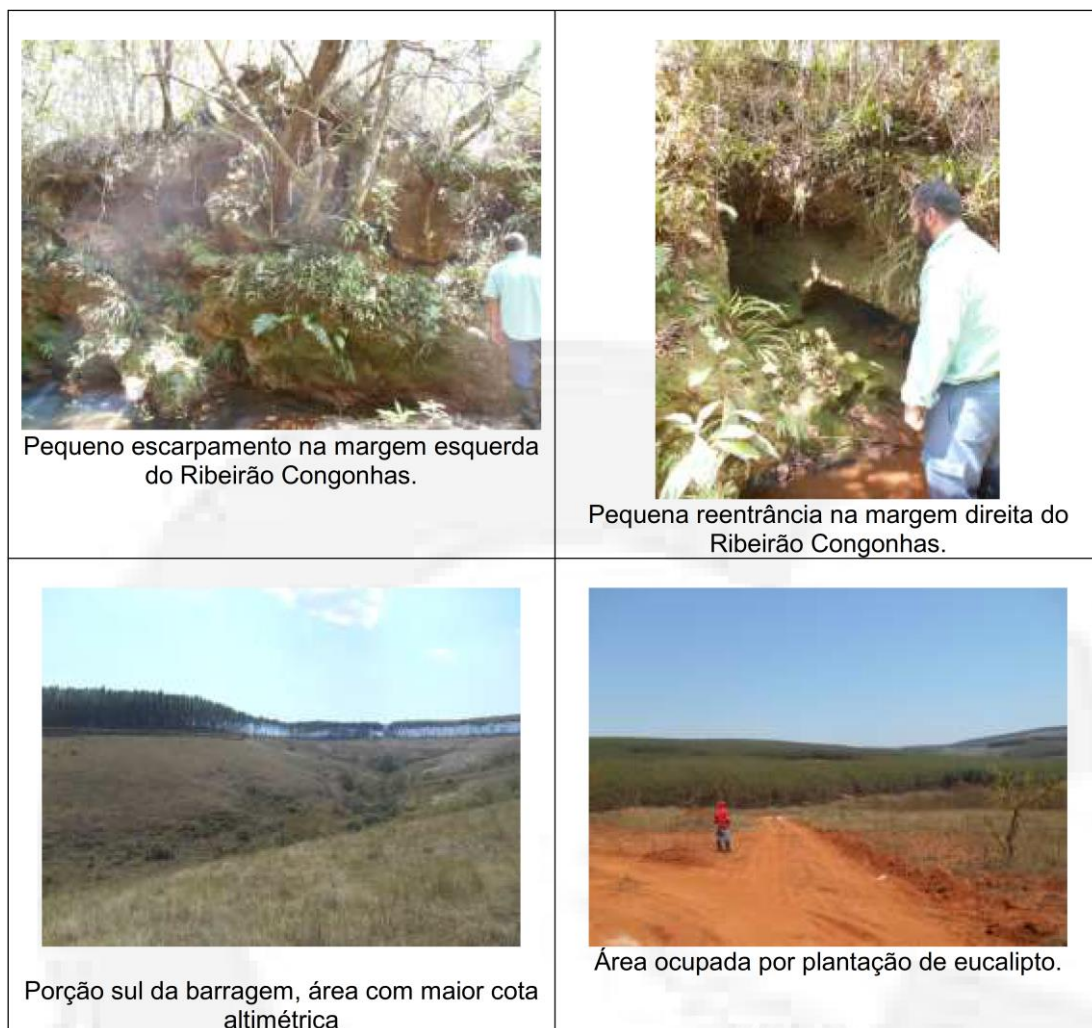 Pequeno escarpamento na margem esquerda
do Ribeirão Congonhas.
Pequena reentrância na margem direita do
Ribeirão Congonhas.
Porção sul da barragem, área com maior cota
altimétrica
Área ocupada por plantação de eucalipto.